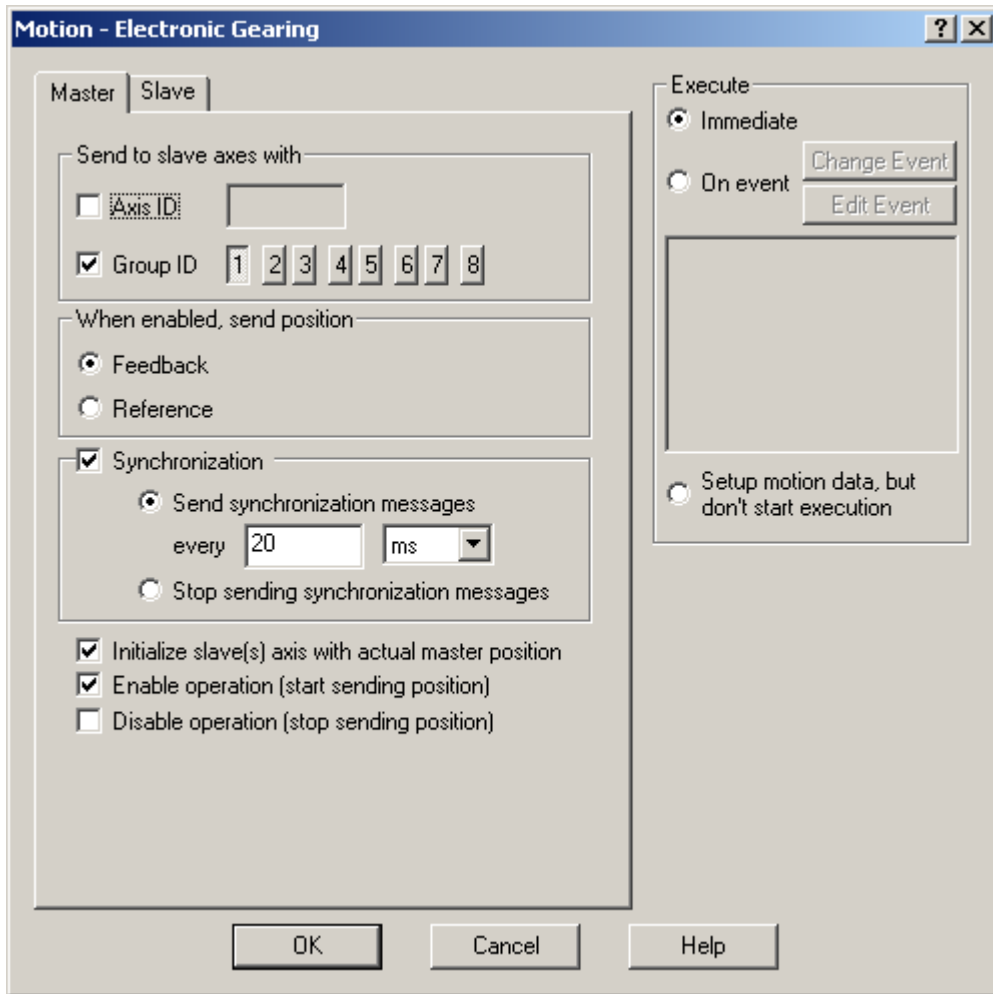 Motion - Electronic Gearing
Master
Slave
Send to slave axes with
Axis ID
Group ID 1 2 3 4 5 6 7 8
When enabled, send position
Feedback
Reference
Synchronization
Send synchronization messages
every 20 ms
Stop sending synchronization messages
Initialize slave(s) axis with actual master position
Enable operation (start sending position)
Disable operation (stop sending position)
Execute
Immediate
On event
Change Event
Edit Event
Setup motion data, but
don't start execution
OK
Cancel
Help